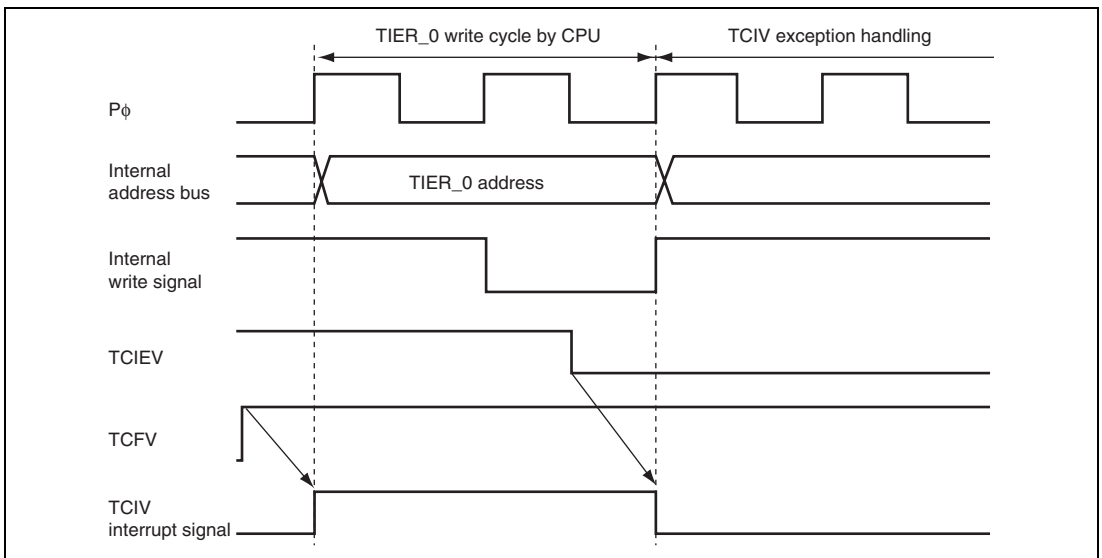 TIER_0 write cycle by CPU
TCIV exception handling
Pϕ
Internal
address bus
TIER_0 address
Internal
write signal
TCIEV
TCFV
TCIV
interrupt signal